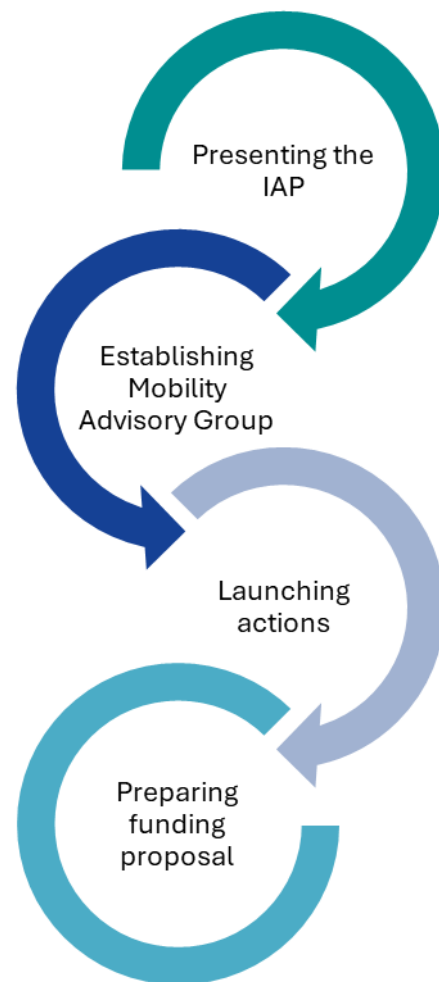 Presenting the
IAP
Establishing
Mobility
Advisory Group
Launching
actions
Preparing
funding
proposal